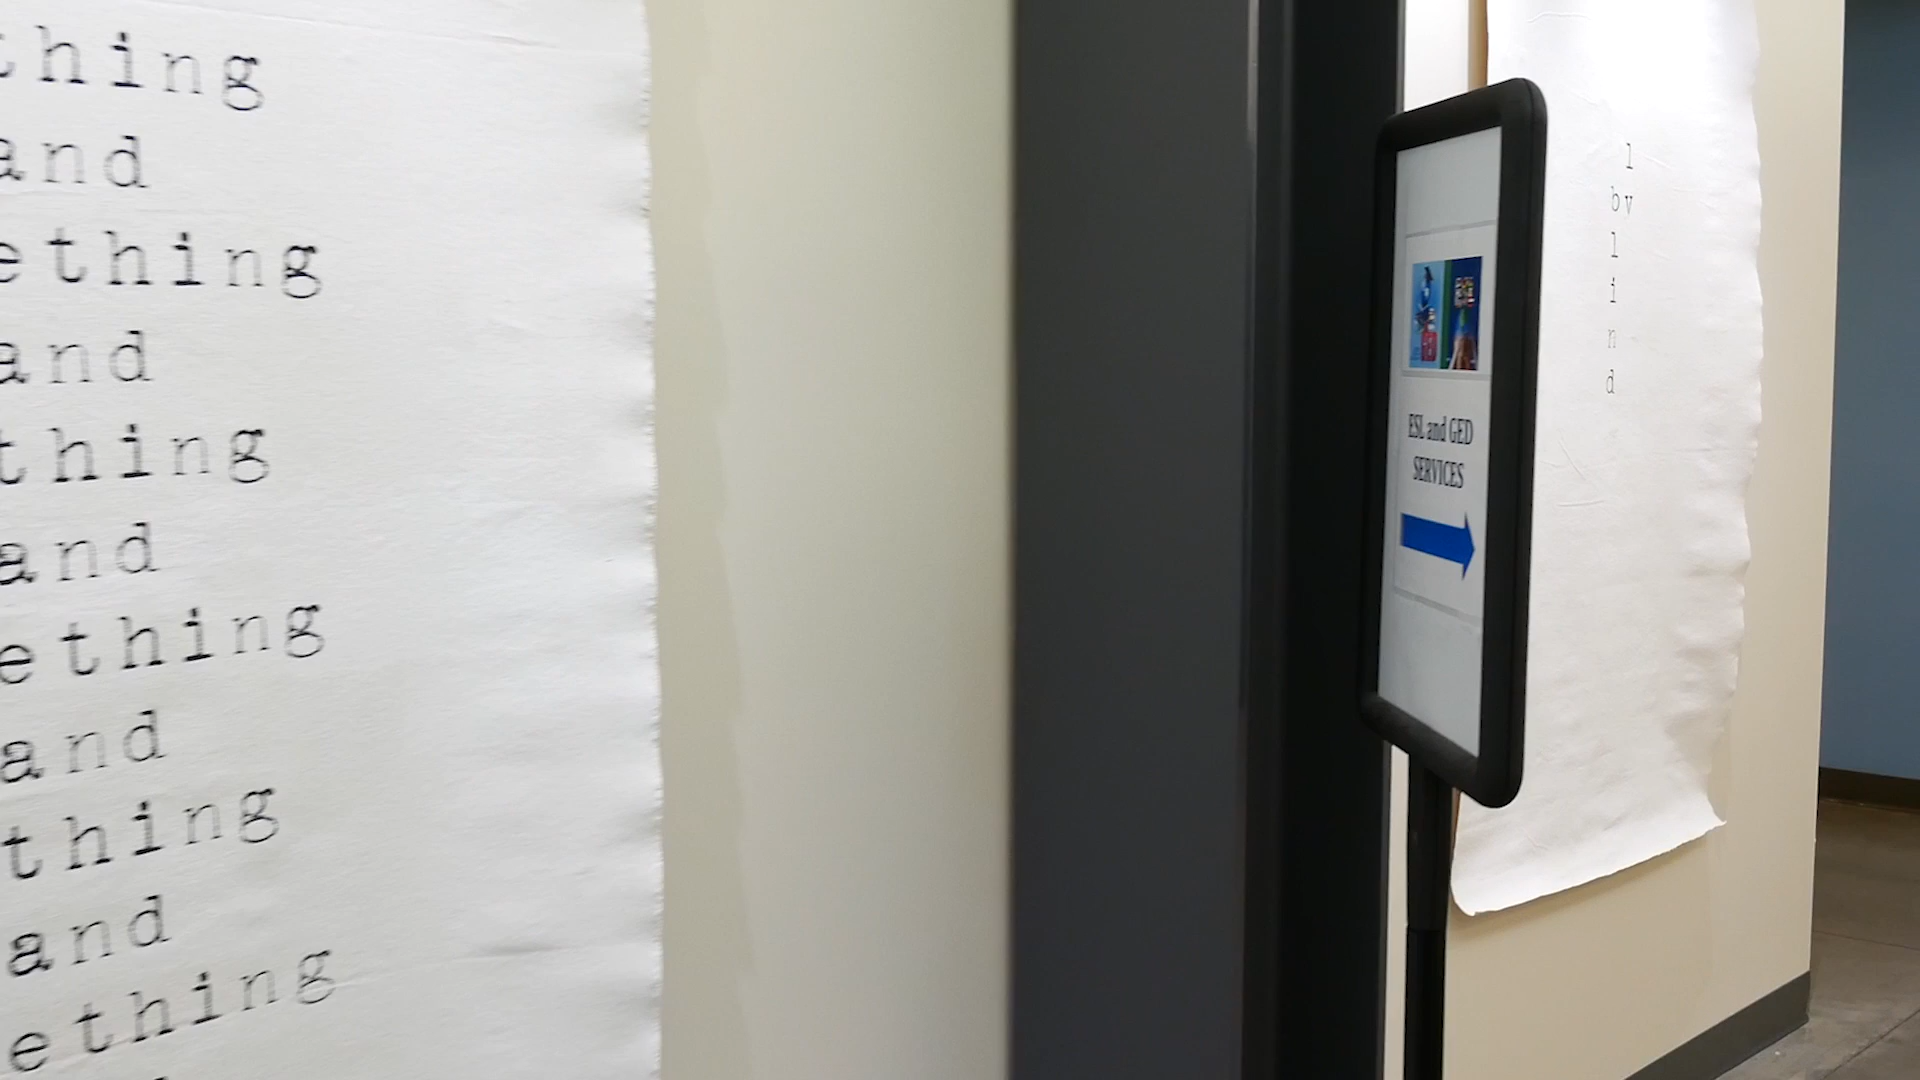 thing
and
ething
and
thing
and
ething
and
thing
and
ething
ESL and GED
SERVICES
l
bv
l
i
n
d